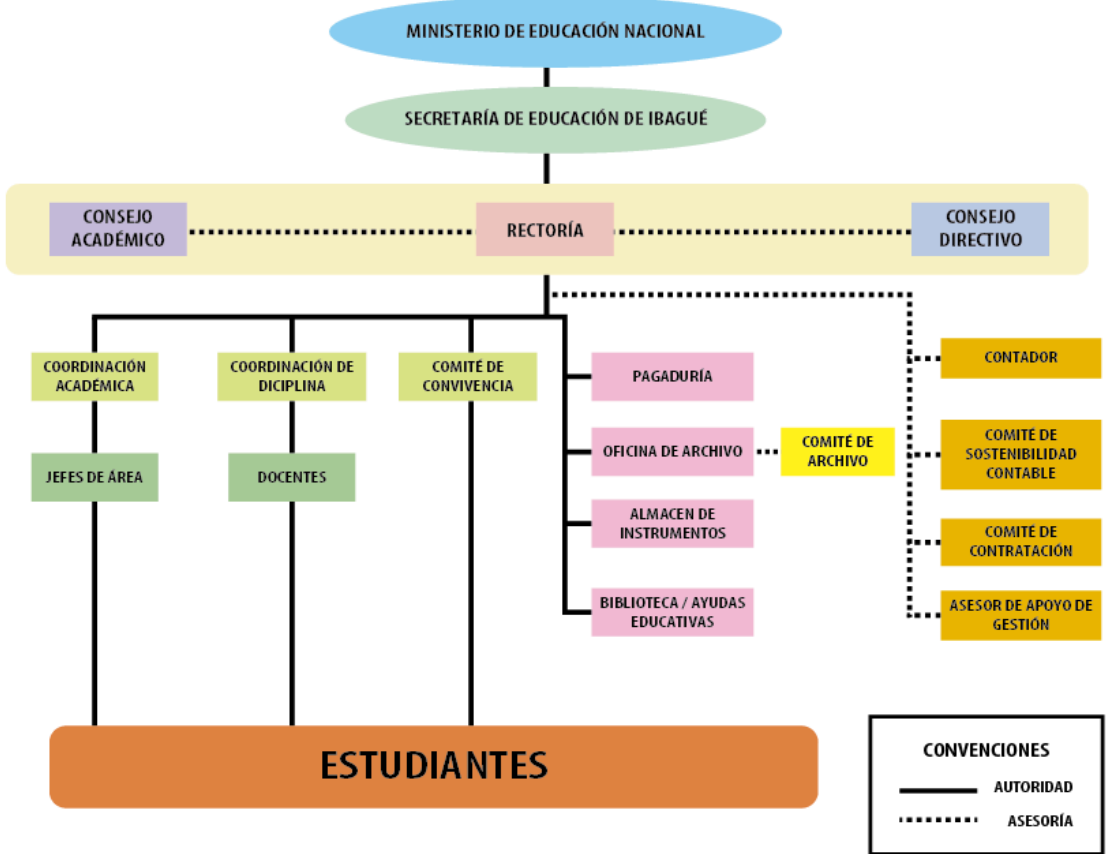 MINISTERIO DE EDUCACIÓN NACIONAL
SECRETARÍA DE EDUCACIÓN DE IBAGUÉ
CONSEJO
ACADÉMICO
RECTORÍA
CONSEJO
DIRECTIVO
COORDINACIÓN
ACADÉMICA
COORDINACIÓN DE
DICIPLINA
COMITÉ DE
CONVIVENCIA
PAGADURÍA
CONTADOR
JEFES DE ÁREA
DOCENTES
OFICINA DE ARCHIVO
COMITÉ DE
ARCHIVO
COMITÉ DE
SOSTENIBILIDAD
CONTABLE
ALMACEN DE
INSTRUMENTOS
COMITÉ DE
CONTRATACIÓN
BIBLIOTECA / AYUDAS
EDUCATIVAS
ASESOR DE APOYO DE
GESTIÓN
ESTUDIANTES
CONVENCIONES
AUTORIDAD
ASESORÍA